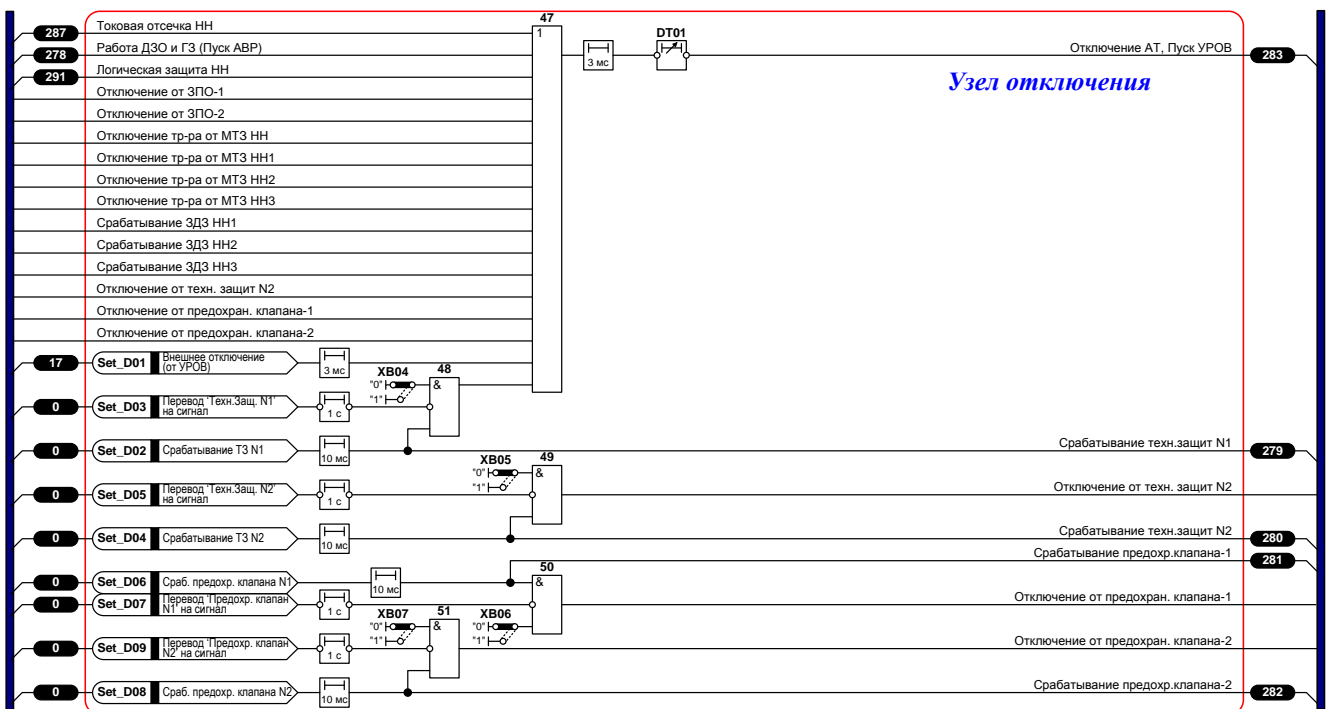 287 Токовая отсечка НН 47
278 Работа ДЗО и ГЗ (Пуск АВР) 1 3 мс DT01 Отключение АТ, Пуск УРОВ 283
291 Логическая защита НН
Узел отключения
Отключение от ЗПО-1
Отключение от ЗПО-2
Отключение тр-ра от МТЗ НН
Отключение тр-ра от МТЗ НН1
Отключение тр-ра от МТЗ НН2
Отключение тр-ра от МТЗ НН3
Срабатывание ЗДЗ НН1
Срабатывание ЗДЗ НН2
Срабатывание ЗДЗ НН3
Отключение от техн. защит N2
Отключение от предохран. клапана-1
Отключение от предохран. клапана-2
17 Set_D01 Внешнее отключение
(от УРОВ) 3 мс
XB04 48
"0" &
"1"
0 Set_D03 Перевод 'Техн.Защ. N1'
на сигнал 1 с
0 Set_D02 Срабатывание ТЗ N1 10 мс Срабатывание техн.защит N1 279
XB05 49
"0" &
"1"
0 Set_D05 Перевод 'Техн.Защ. N2'
на сигнал 1 с Отключение от техн. защит N2
0 Set_D04 Срабатывание ТЗ N2 10 мс Срабатывание техн.защит N2 280
Срабатывание предохр.клапана-1 281
0 Set_D06 Сраб. предохр. клапана N1 10 мс 50 &
0 Set_D07 Перевод 'Предохр. клапан
N1' на сигнал 1 с Отключение от предохран. клапана-1
XB07 51 XB06
"0" & "0"
"1" "1"
0 Set_D09 Перевод 'Предохр. клапан
N2' на сигнал 1 с Отключение от предохран. клапана-2
0 Set_D08 Сраб. предохр. клапана N2 10 мс Срабатывание предохр.клапана-2 282